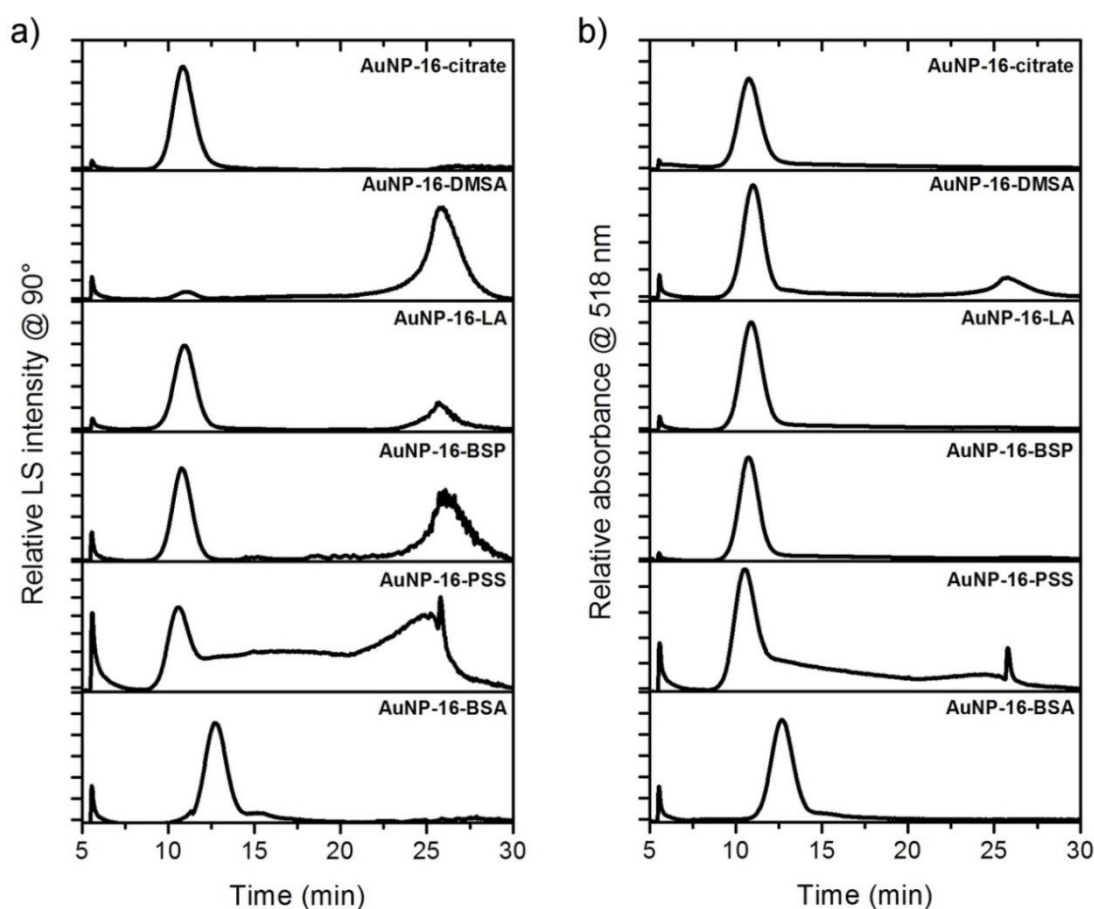 a)
Relative LS intensity @ 90°
AuNP-16-citrate
AuNP-16-DMSA
AuNP-16-LA
AuNP-16-BSP
AuNP-16-PSS
AuNP-16-BSA
5 10 15 20 25 30
Time (min)
b)
Relative absorbance @ 518 nm
AuNP-16-citrate
AuNP-16-DMSA
AuNP-16-LA
AuNP-16-BSP
AuNP-16-PSS
AuNP-16-BSA
5 10 15 20 25 30
Time (min)